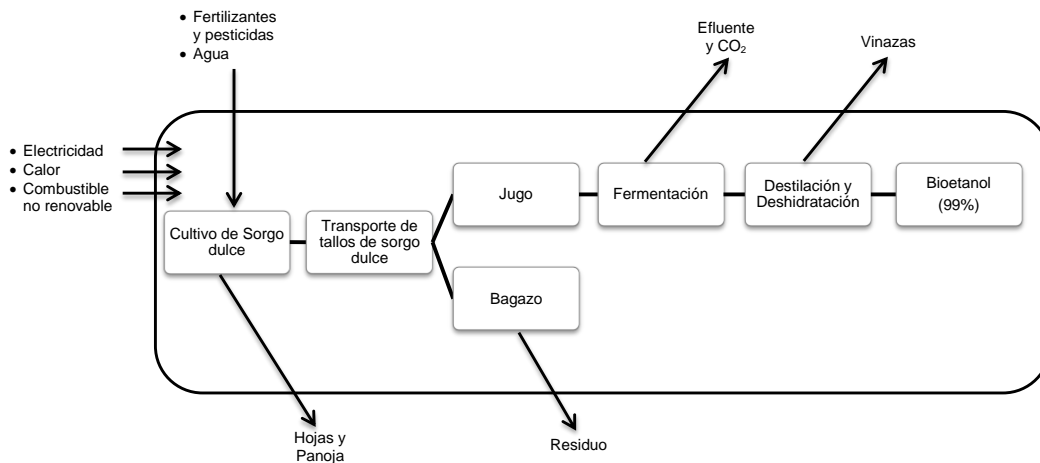 • Fertilizantes
y pesticidas
• Agua
Efluente
y CO₂
Vinazas
• Electricidad
• Calor
• Combustible
no renovable
Cultivo de Sorgo
dulce
Transporte de
tallos de sorgo
dulce
Jugo
Fermentación
Destilación y
Deshidratación
Bioetanol
(99%)
Bagazo
Hojas y
Panoja
Residuo